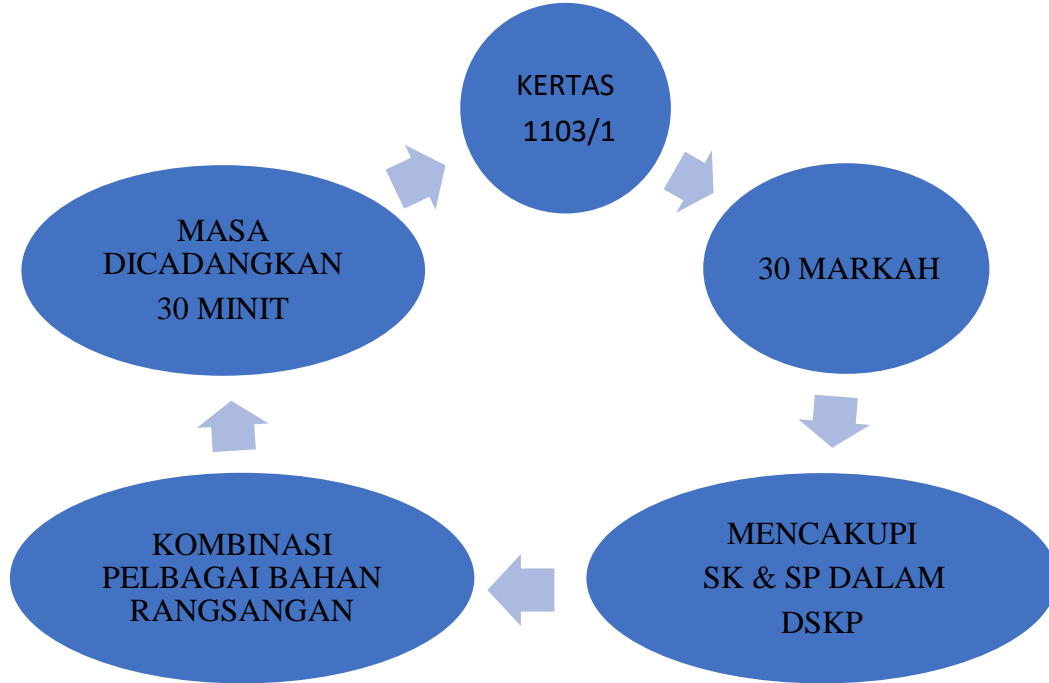 KERTAS
1103/1
30 MARKAH
MENCAKUPI
SK & SP DALAM
DSKP
KOMBINASI
PELBAGAI BAHAN
RANGSANGAN
MASA
DICADANGKAN
30 MINIT